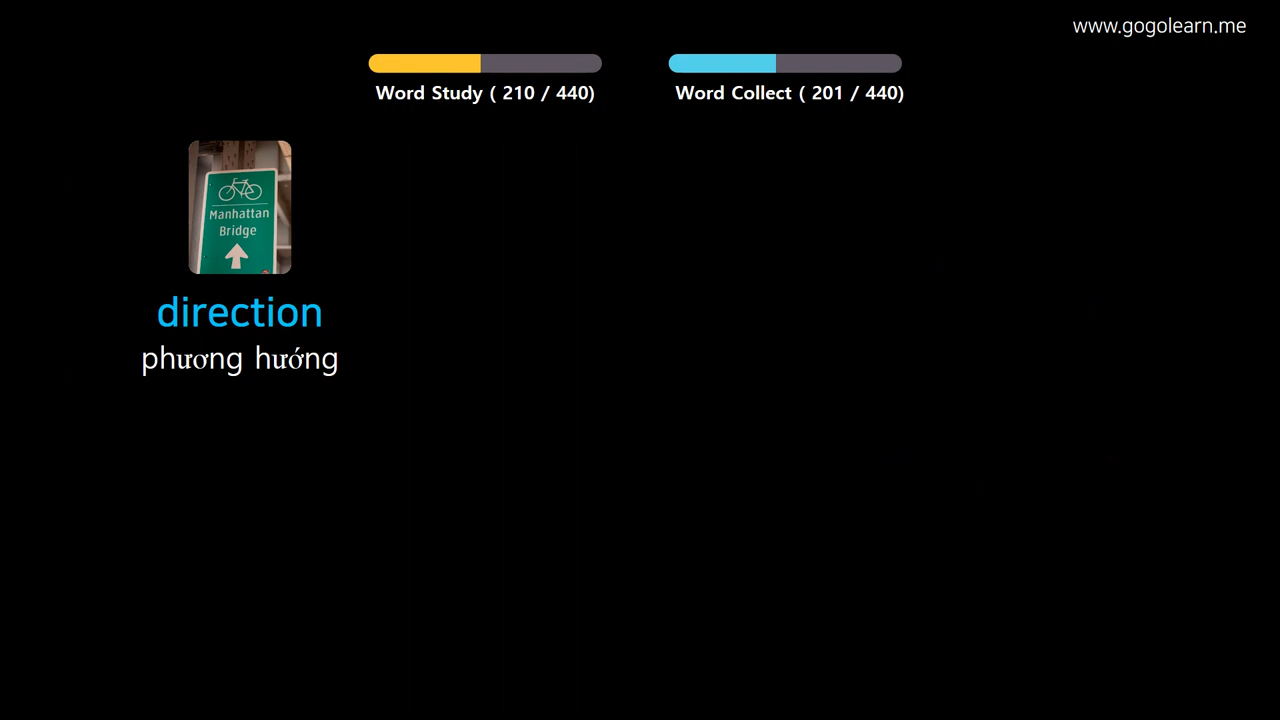 www.gogolearn.me
Word Study ( 210 / 440)
Word Collect ( 201 / 440)
Manhattan
Bridge
direction
phương hướng